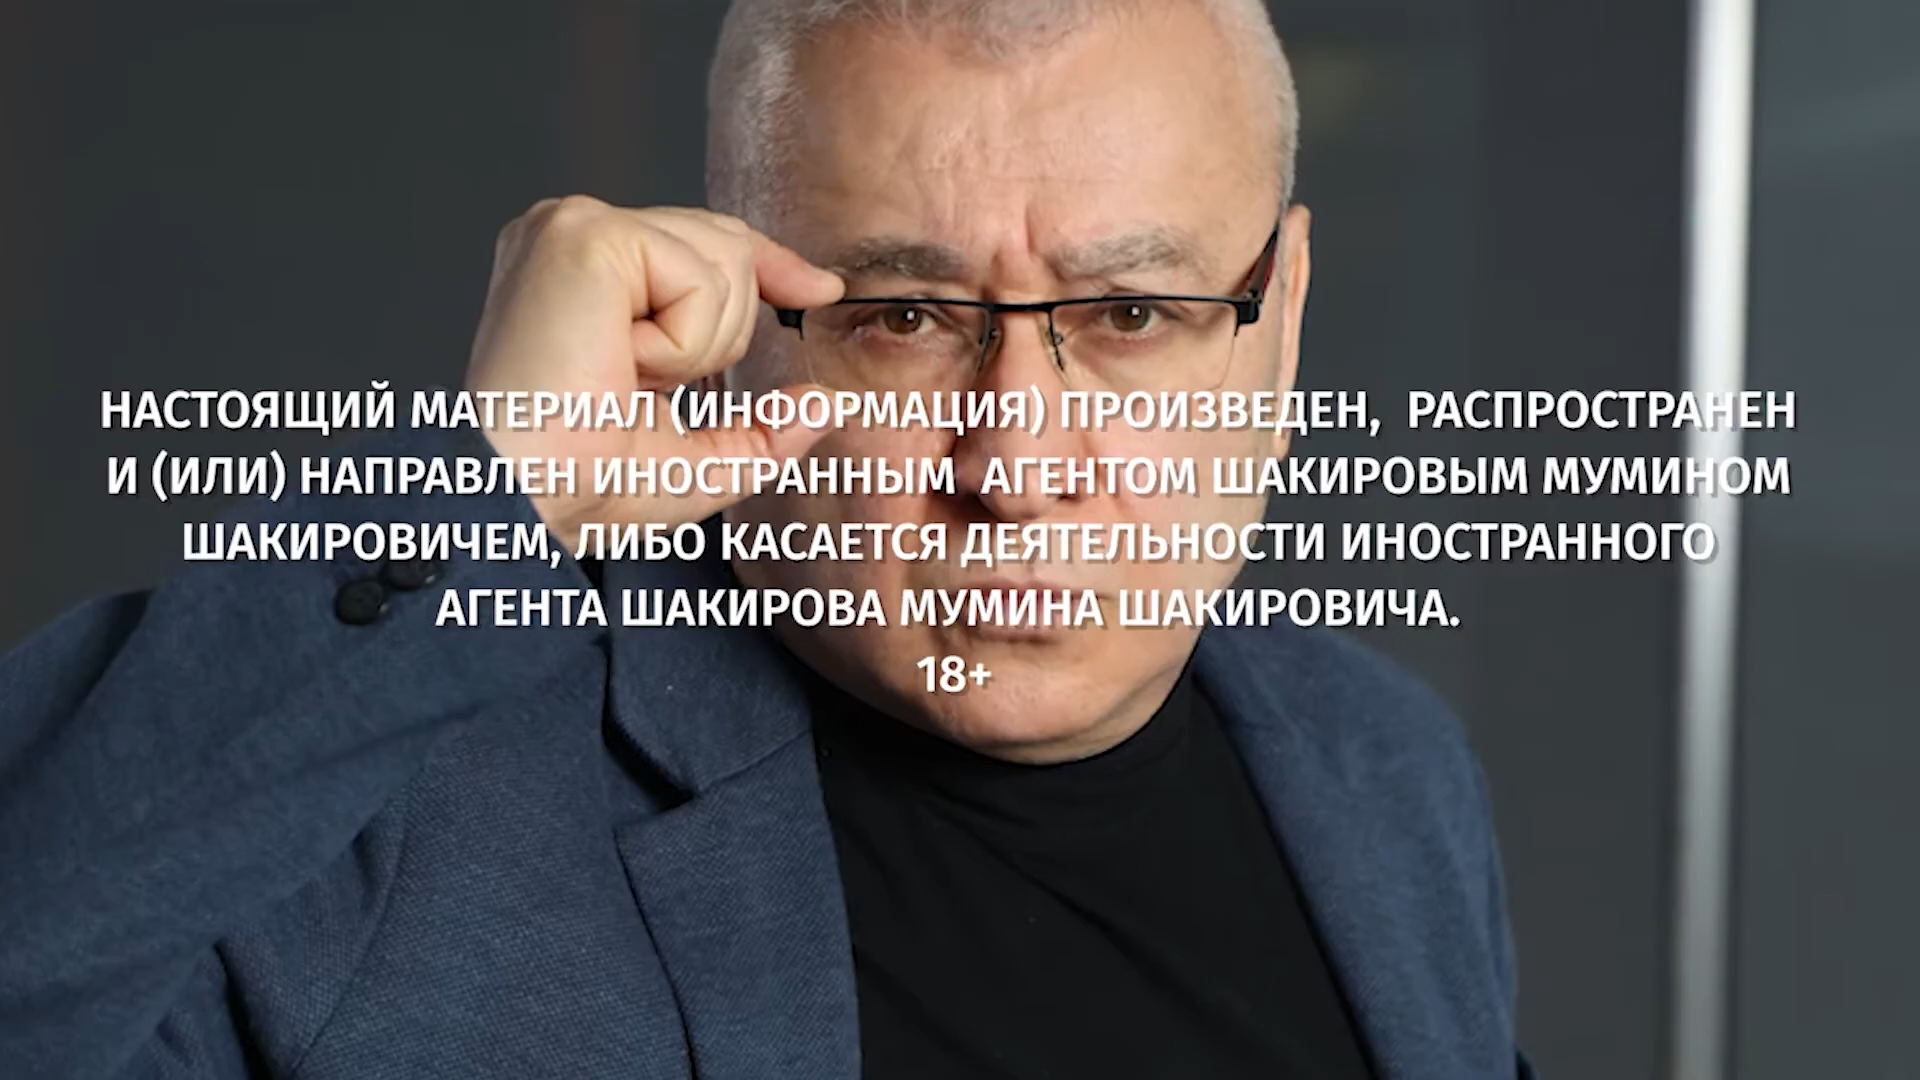 НАСТОЯЩИЙ МАТЕРИАЛ (ИНФОРМАЦИЯ) ПРОИЗВЕДЕН, РАСПРОСТРАНЕН
И (ИЛИ) НАПРАВЛЕН ИНОСТРАННЫМ АГЕНТОМ ШАКИРОВЫМ МУМИНОМ
ШАКИРОВИЧЕМ, ЛИБО КАСАЕТСЯ ДЕЯТЕЛЬНОСТИ ИНОСТРАННОГО
АГЕНТА ШАКИРОВА МУМИНА ШАКИРОВИЧА.
18+